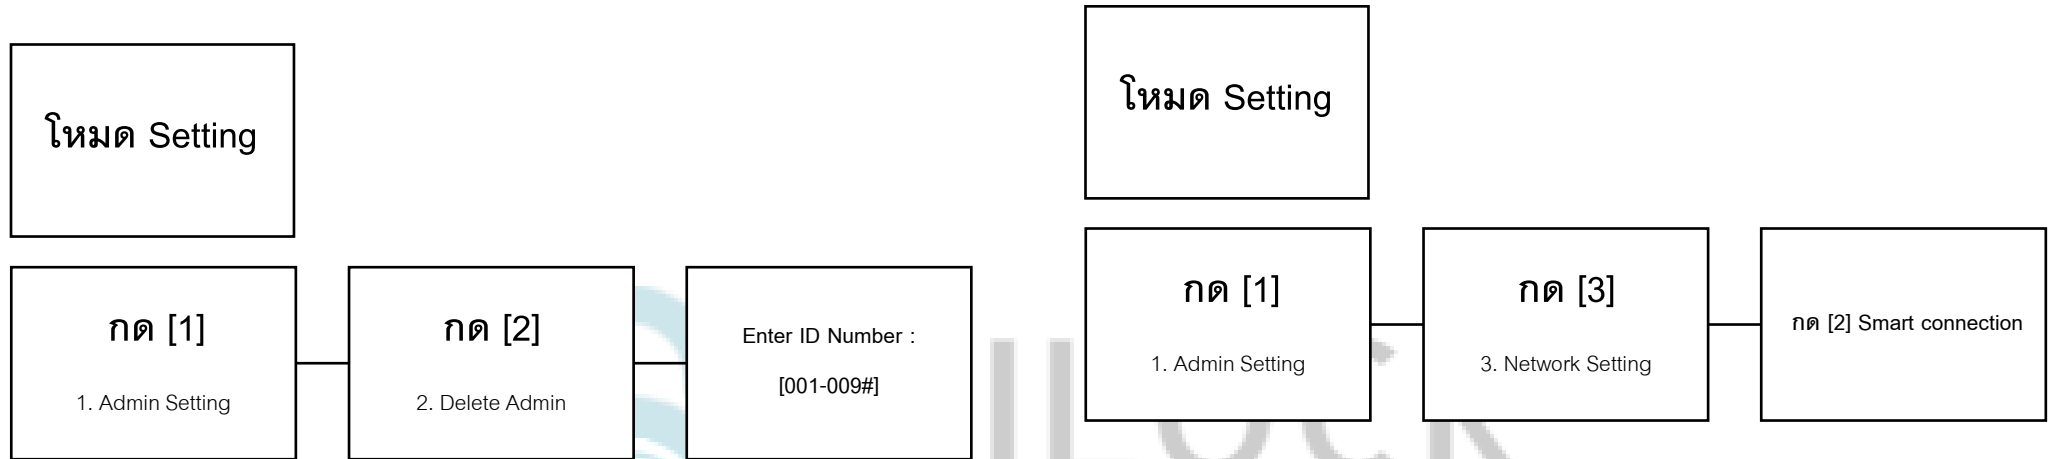 โหมด Setting
กด [1]
1. Admin Setting
กด [2]
2. Delete Admin
Enter ID Number :
[001-009#]
โหมด Setting
กด [1]
1. Admin Setting
กด [3]
3. Network Setting
กด [2] Smart connection